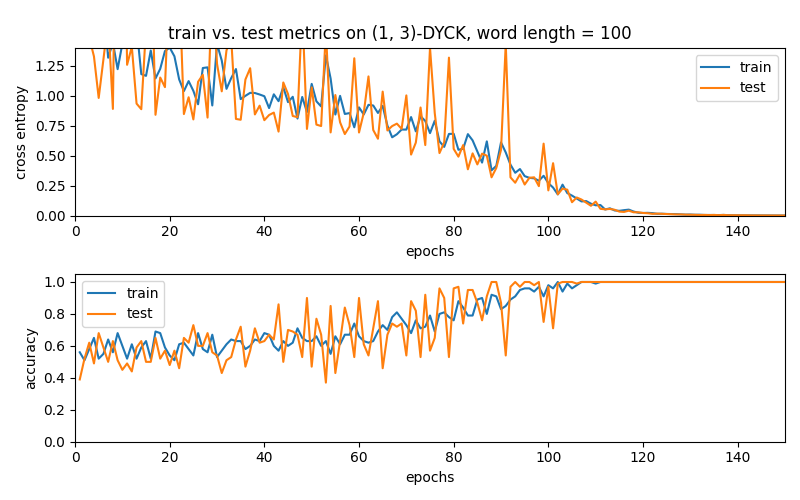 train vs. test metrics on (1, 3)-DYCK, word length = 100
cross entropy
1.25
1.00
0.75
0.50
0.25
0.00
train
test
0 20 40 60 80 100 120 140
epochs
accuracy
1.0
0.8
0.6
0.4
0.2
0.0
train
test
0 20 40 60 80 100 120 140
epochs